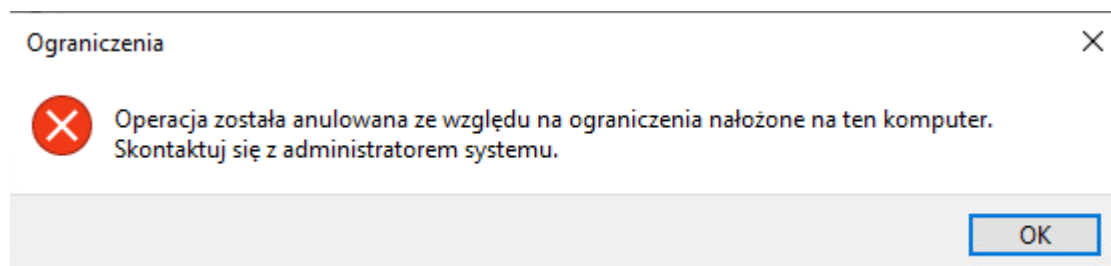 Ograniczenia
Operacja została anulowana ze względu na ograniczenia nałożone na ten komputer.
Skontaktuj się z administratorem systemu.
OK